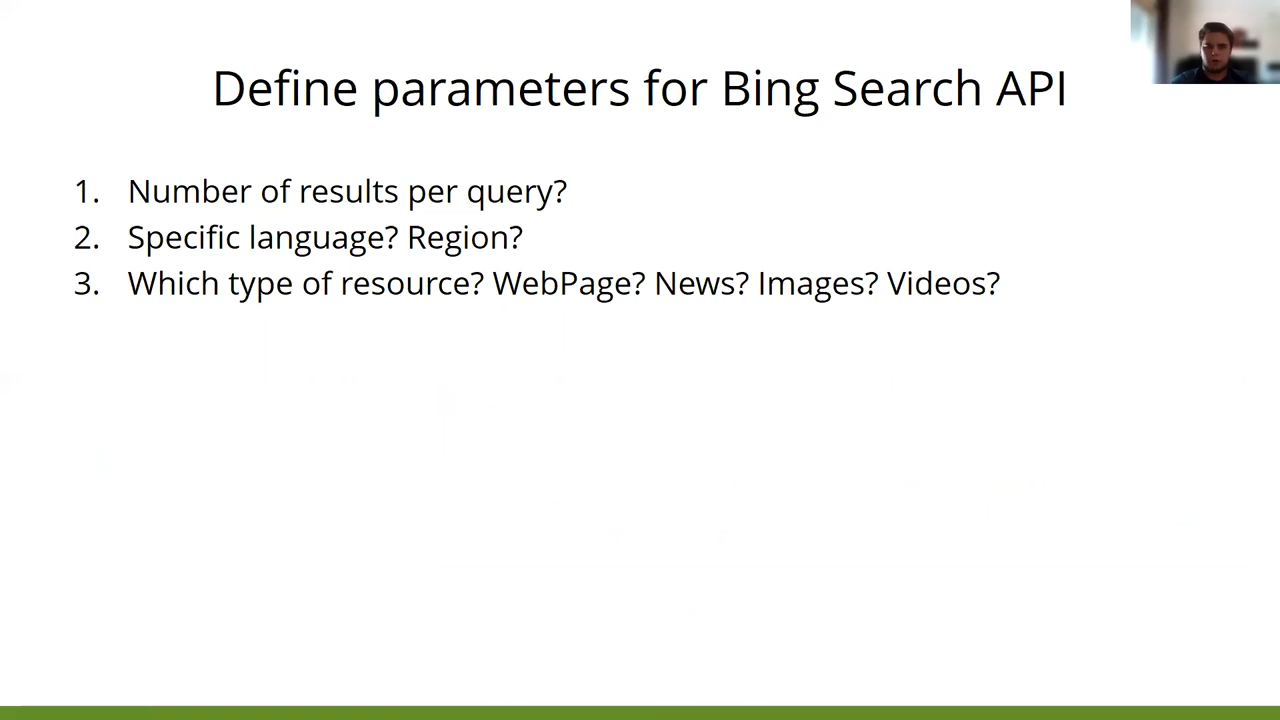 Define parameters for Bing Search API
1. Number of results per query?
2. Specific language? Region?
3. Which type of resource? WebPage? News? Images? Videos?